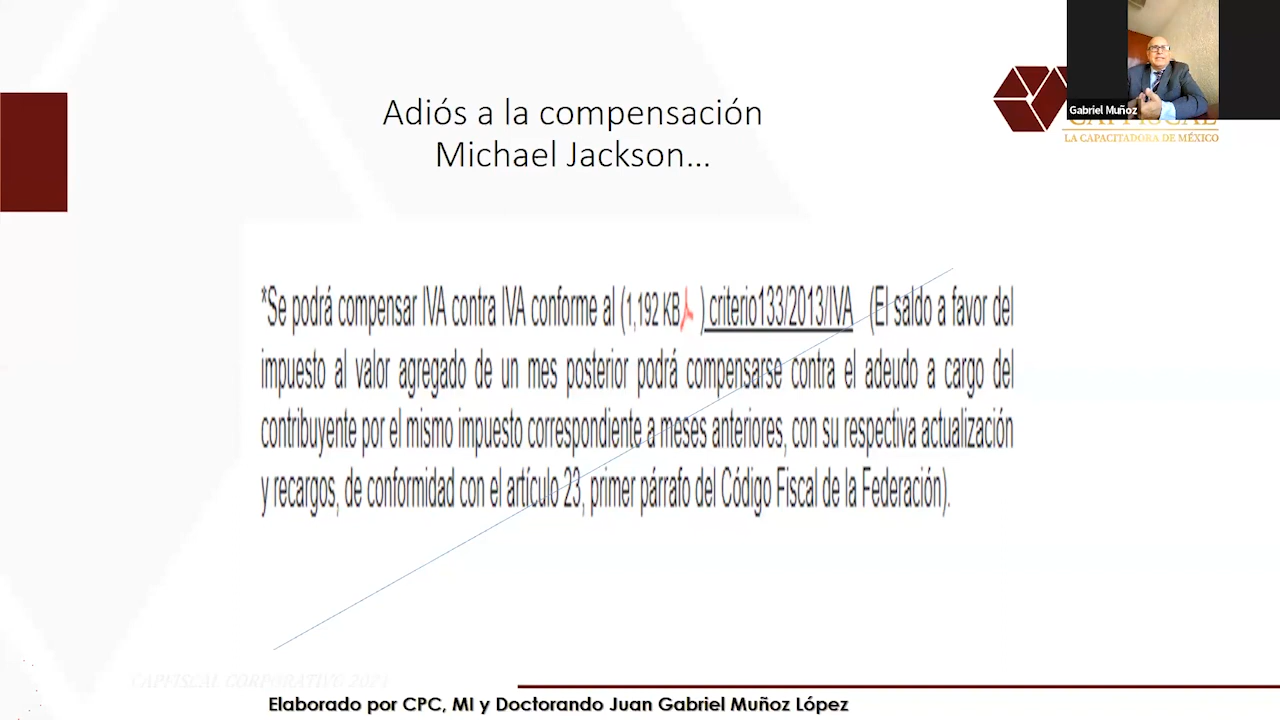 Adiós a la compensación
Michael Jackson...
Gabriel Muñoz
CAPFISCAL
LA CAPACITADORA DE MÉXICO
*Se podrá compensar IVA contra IVA conforme al (1,192 KB ) criterio133/2013/IVA (El saldo a favor del
impuesto al valor agregado de un mes posterior podrá compensarse contra el adeudo a cargo del
contribuyente por el mismo impuesto correspondiente a meses anteriores, con su respectiva actualización
y recargos, de conformidad con el artículo 23, primer párrafo del Código Fiscal de la Federación).
CAPFISCAL CORPORATIVO 2024
Elaborado por CPC, MI y Doctorando Juan Gabriel Muñoz López